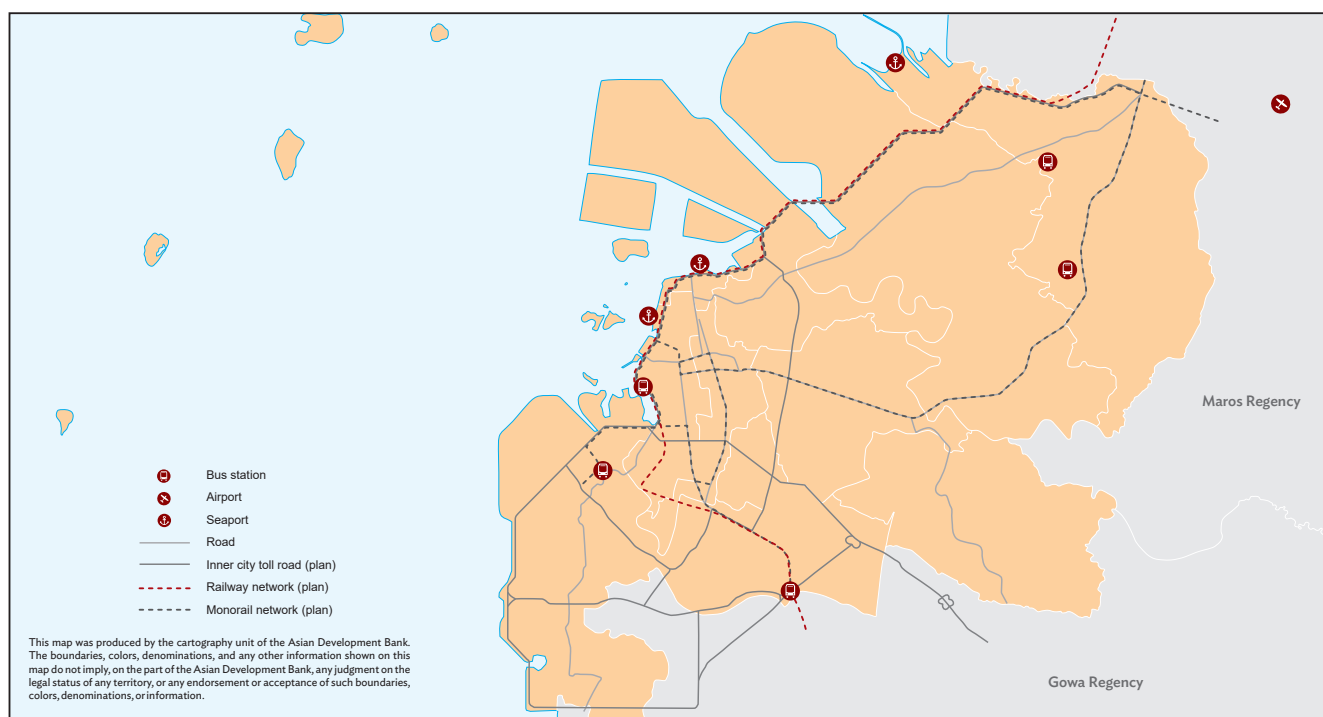 Maros Regency
Bus station
Airport
Seaport
Road
Inner city toll road (plan)
Railway network (plan)
Monorail network (plan)
This map was produced by the cartography unit of the Asian Development Bank.
The boundaries, colors, denominations, and any other information shown on this
map do not imply, on the part of the Asian Development Bank, any judgment on the
legal status of any territory, or any endorsement or acceptance of such boundaries,
colors, denominations, or information.
Gowa Regency